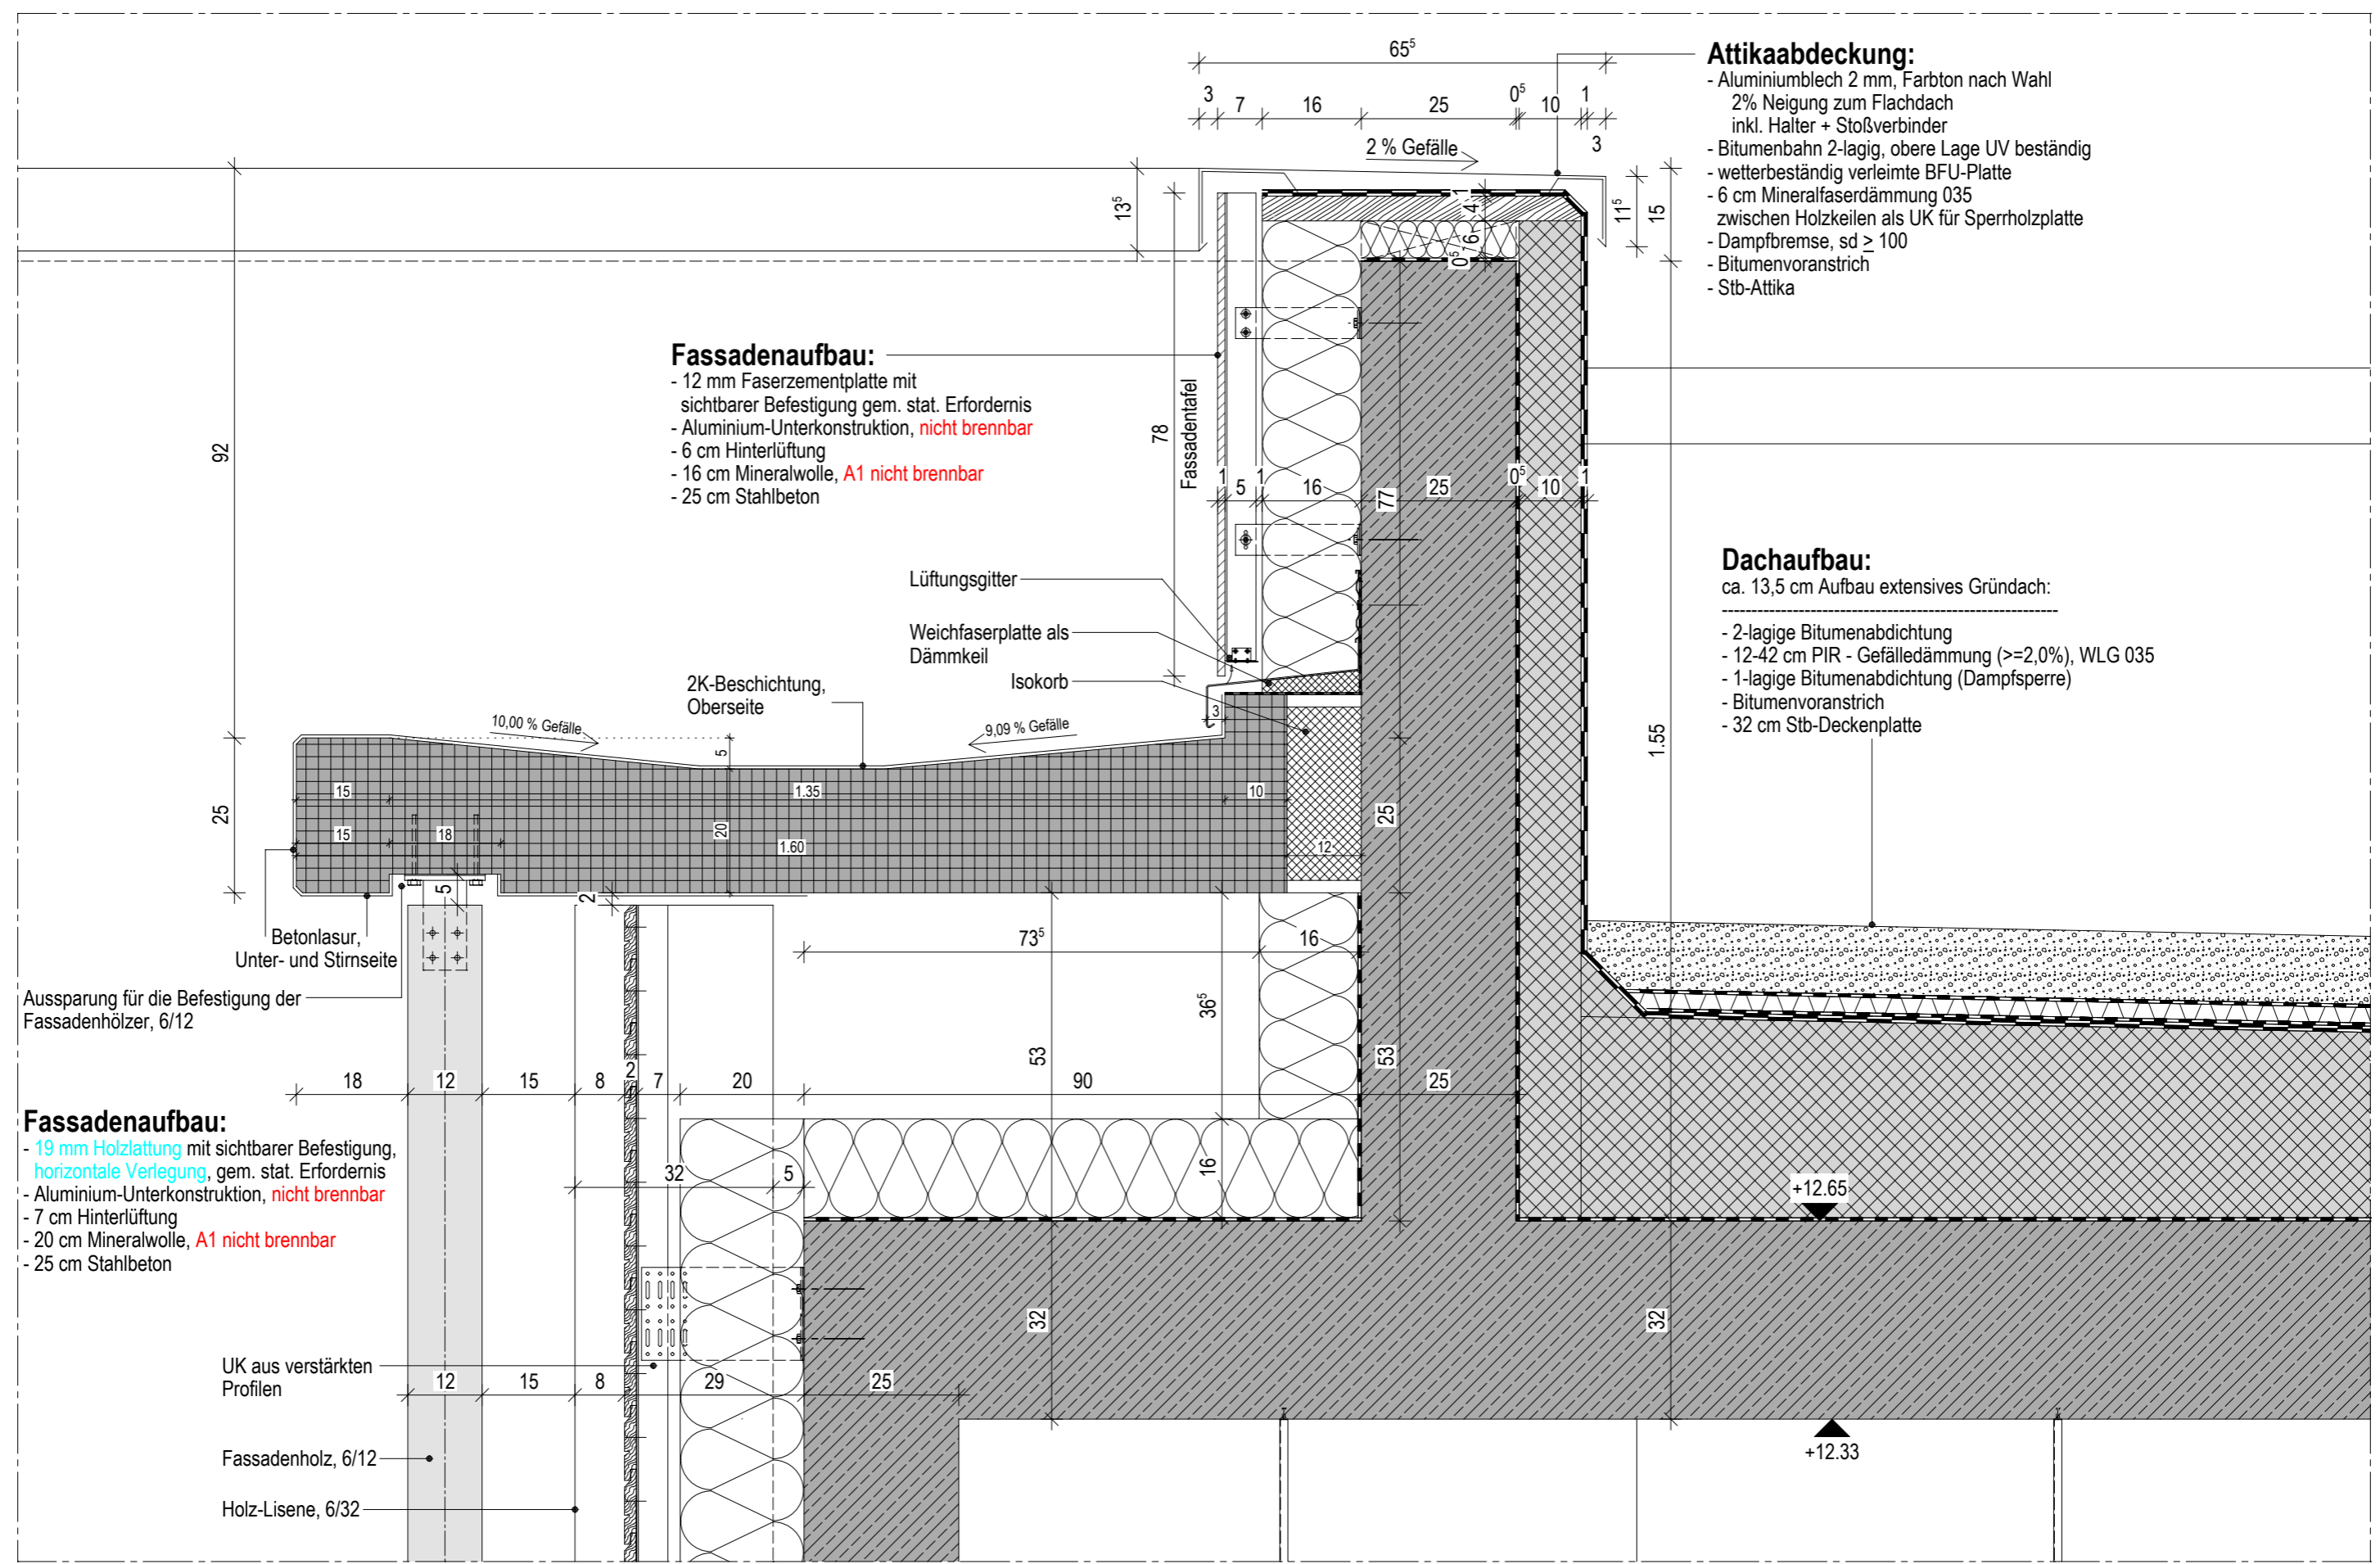 65⁵
3 7 16 25 0⁵ 10 1
3
2 % Gefälle
13⁵
11⁵
15
1
4
6
0⁵
Attikaabdeckung:
- Aluminiumblech 2 mm, Farbton nach Wahl
2% Neigung zum Flachdach
inkl. Halter + Stoßverbinder
- Bitumenbahn 2-lagig, obere Lage UV beständig
- wetterbeständig verleimte BFU-Platte
- 6 cm Mineralfaserdämmung 035
zwischen Holzkeilen als UK für Sperrholzplatte
- Dampfbremse, sd ≥ 100
- Bitumenvoranstrich
- Stb-Attika
Fassadenaufbau:
- 12 mm Faserzementplatte mit
sichtbarer Befestigung gem. stat. Erfordernis
- Aluminium-Unterkonstruktion, nicht brennbar
- 6 cm Hinterlüftung
- 16 cm Mineralwolle, A1 nicht brennbar
- 25 cm Stahlbeton
92
78
Fassadentafel
1 5 1 16 77 25 0⁵ 10 1
Lüftungsgitter
Weichfaserplatte als
Dämmkeil
Isokorb
2K-Beschichtung,
Oberseite
Dachaufbau:
ca. 13,5 cm Aufbau extensives Gründach:
--------------------------------------------------------
- 2-lagige Bitumenabdichtung
- 12-42 cm PIR - Gefälledämmung (>=2,0%), WLG 035
- 1-lagige Bitumenabdichtung (Dampfsperre)
- Bitumenvoranstrich
- 32 cm Stb-Deckenplatte
1.55
10,00 % Gefälle
9,09 % Gefälle
3
5
25
15 1.35 10
15 18 20 1.60 12
25
5
2
Betonlasur,
Unter- und Stirnseite
Aussparung für die Befestigung der
Fassadenhölzer, 6/12
73⁵ 16
36⁵
53
53
18 12 15 8 2 7 20 90 25
Fassadenaufbau:
- 19 mm Holzlattung mit sichtbarer Befestigung,
horizontale Verlegung, gem. stat. Erfordernis
- Aluminium-Unterkonstruktion, nicht brennbar
- 7 cm Hinterlüftung
- 20 cm Mineralwolle, A1 nicht brennbar
- 25 cm Stahlbeton
32 5
16
+12.65
32
32
UK aus verstärkten
Profilen
12 15 8 29 25
+12.33
Fassadenholz, 6/12
Holz-Lisene, 6/32